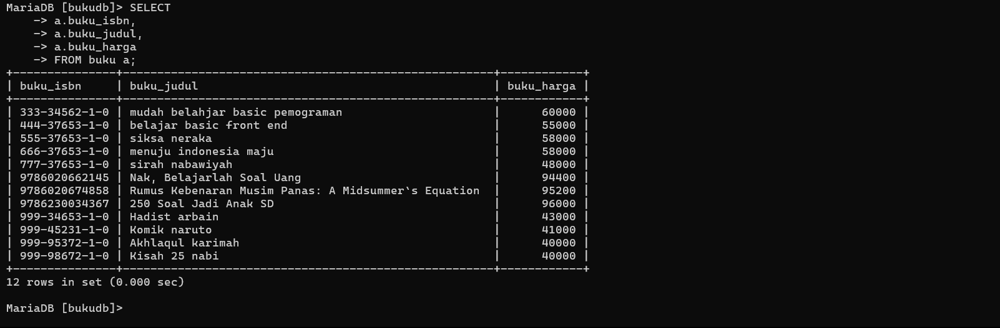 MariaDB [bukudb]> SELECT
    -> a.buku_isbn,
    -> a.buku_judul,
    -> a.buku_harga
    -> FROM buku a;
+---------------+------------------------------------------------------+------------+
| buku_isbn     | buku_judul                                           | buku_harga |
+---------------+------------------------------------------------------+------------+
| 333-34562-1-0 | mudah belahjar basic pemograman                      |      60000 |
| 444-37653-1-0 | belajar basic front end                              |      55000 |
| 555-37653-1-0 | siksa neraka                                         |      58000 |
| 666-37653-1-0 | menuju indonesia maju                                |      58000 |
| 777-37653-1-0 | sirah nabawiyah                                      |      48000 |
| 9786020662145 | Nak, Belajarlah Soal Uang                            |      94400 |
| 9786020674858 | Rumus Kebenaran Musim Panas: A Midsummer`s Equation  |      95200 |
| 9786230034367 | 250 Soal Jadi Anak SD                                |      96000 |
| 999-34653-1-0 | Hadist arbain                                        |      43000 |
| 999-45231-1-0 | Komik naruto                                         |      41000 |
| 999-95372-1-0 | Akhlaqul karimah                                     |      40000 |
| 999-98672-1-0 | Kisah 25 nabi                                        |      40000 |
+---------------+------------------------------------------------------+------------+
12 rows in set (0.000 sec)

MariaDB [bukudb]>